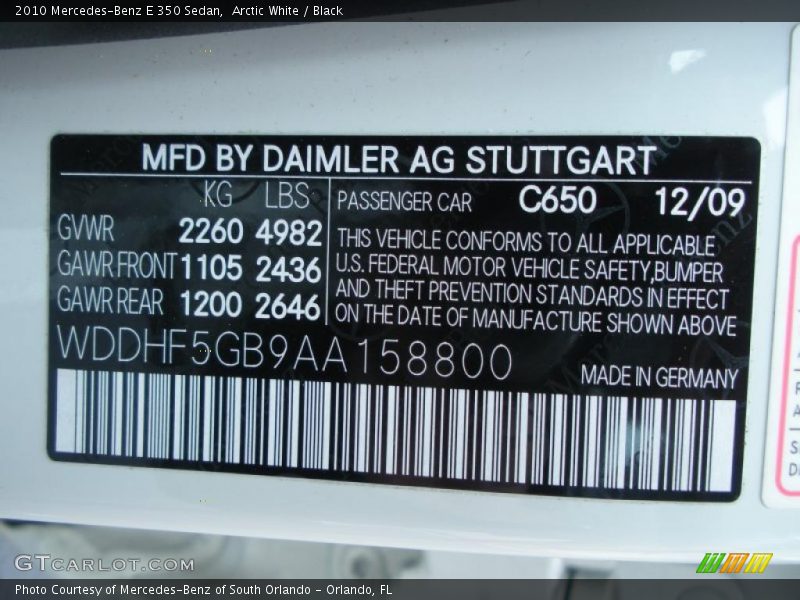 2010 Mercedes-Benz E 350 Sedan,  Arctic White / Black
MFD BY DAIMLER AG STUTTGART
KG LBS
GVWR 2260 4982
GAWR FRONT 1105 2436
GAWR REAR 1200 2646
PASSENGER CAR C650 12/09
THIS VEHICLE CONFORMS TO ALL APPLICABLE
U.S. FEDERAL MOTOR VEHICLE SAFETY,BUMPER
AND THEFT PREVENTION STANDARDS IN EFFECT
ON THE DATE OF MANUFACTURE SHOWN ABOVE
WDDHF5GB9AA158800
MADE IN GERMANY
GTCARLOT.COM
Photo Courtesy of Mercedes-Benz of South Orlando - Orlando, FL